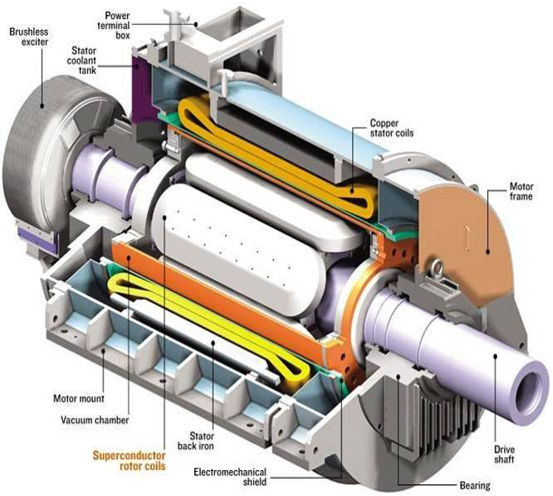 Power
terminal
box
Brushless
exciter
Stator
coolant
tank
Copper
stator coils
Motor
frame
Motor mount
Vacuum chamber
Stator
back iron
Superconductor
rotor coils
Electromechanical
shield
Drive
shaft
Bearing